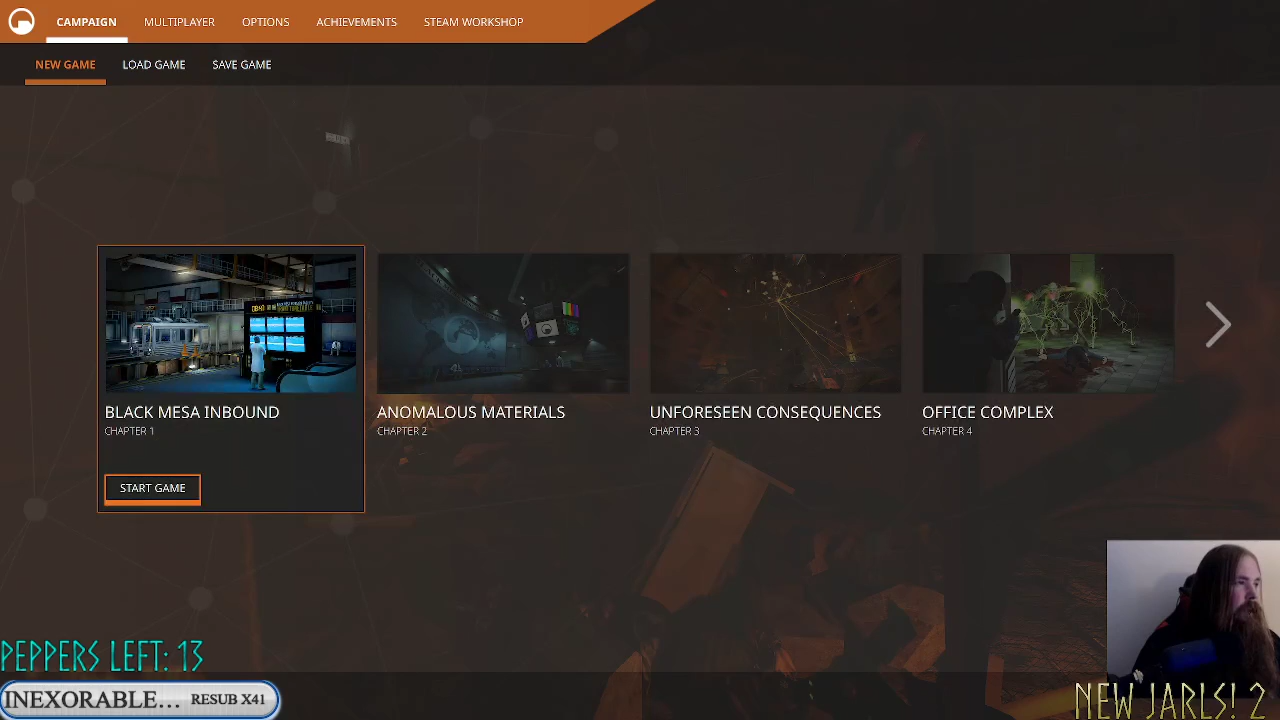 CAMPAIGN MULTIPLAYER OPTIONS ACHIEVEMENTS STEAM WORKSHOP
NEW GAME LOAD GAME SAVE GAME
BLACK MESA INBOUND
CHAPTER 1
START GAME
ANOMALOUS MATERIALS
CHAPTER 2
UNFORESEEN CONSEQUENCES
CHAPTER 3
OFFICE COMPLEX
CHAPTER 4
PEPPERS LEFT: 13
INEXORABLE... RESUB X41
NEW JARLS! 2